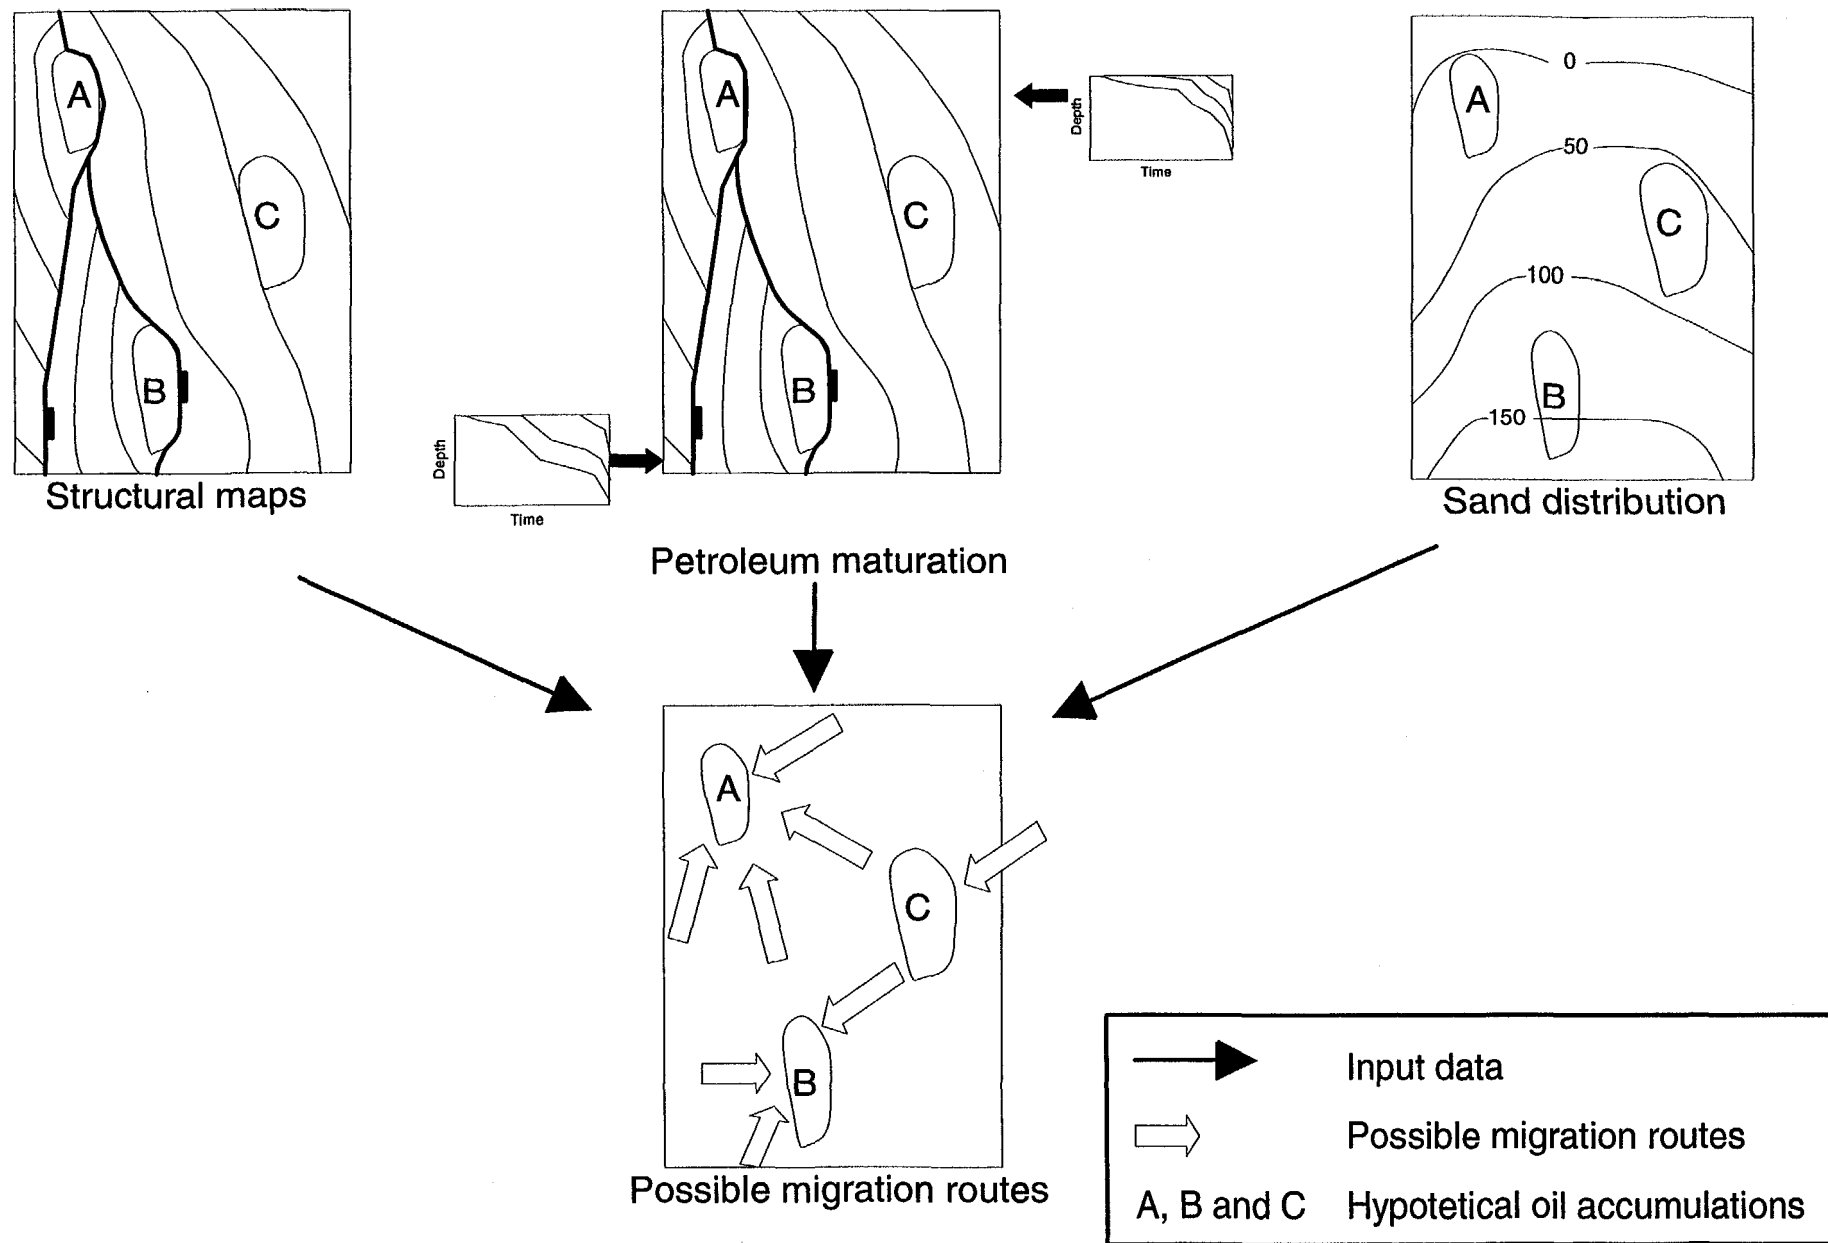 A
C
B
Structural maps
A
C
B
Depth
Time
Depth
Time
Petroleum maturation
0
A
50
C
100
B
150
Sand distribution
A
C
B
Possible migration routes
Input data
Possible migration routes
A, B and C Hypotetical oil accumulations